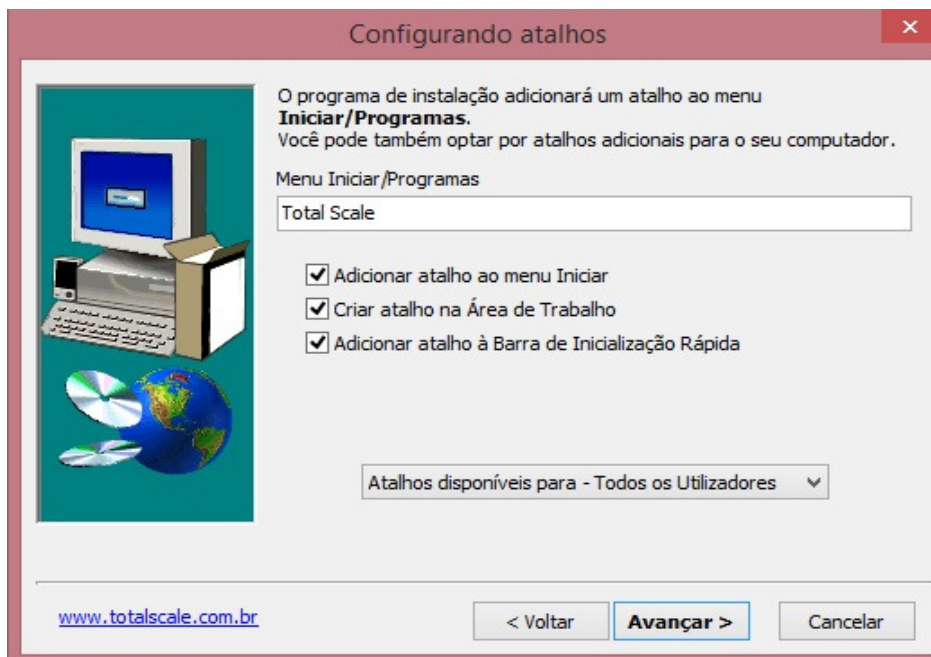 Configurando atalhos
O programa de instalação adicionará um atalho ao menu
Iniciar/Programas.
Você pode também optar por atalhos adicionais para o seu computador.
Menu Iniciar/Programas
Total Scale
Adicionar atalho ao menu Iniciar
Criar atalho na Área de Trabalho
Adicionar atalho à Barra de Inicialização Rápida
Atalhos disponíveis para - Todos os Utilizadores
www.totalscale.com.br
< Voltar
Avançar >
Cancelar